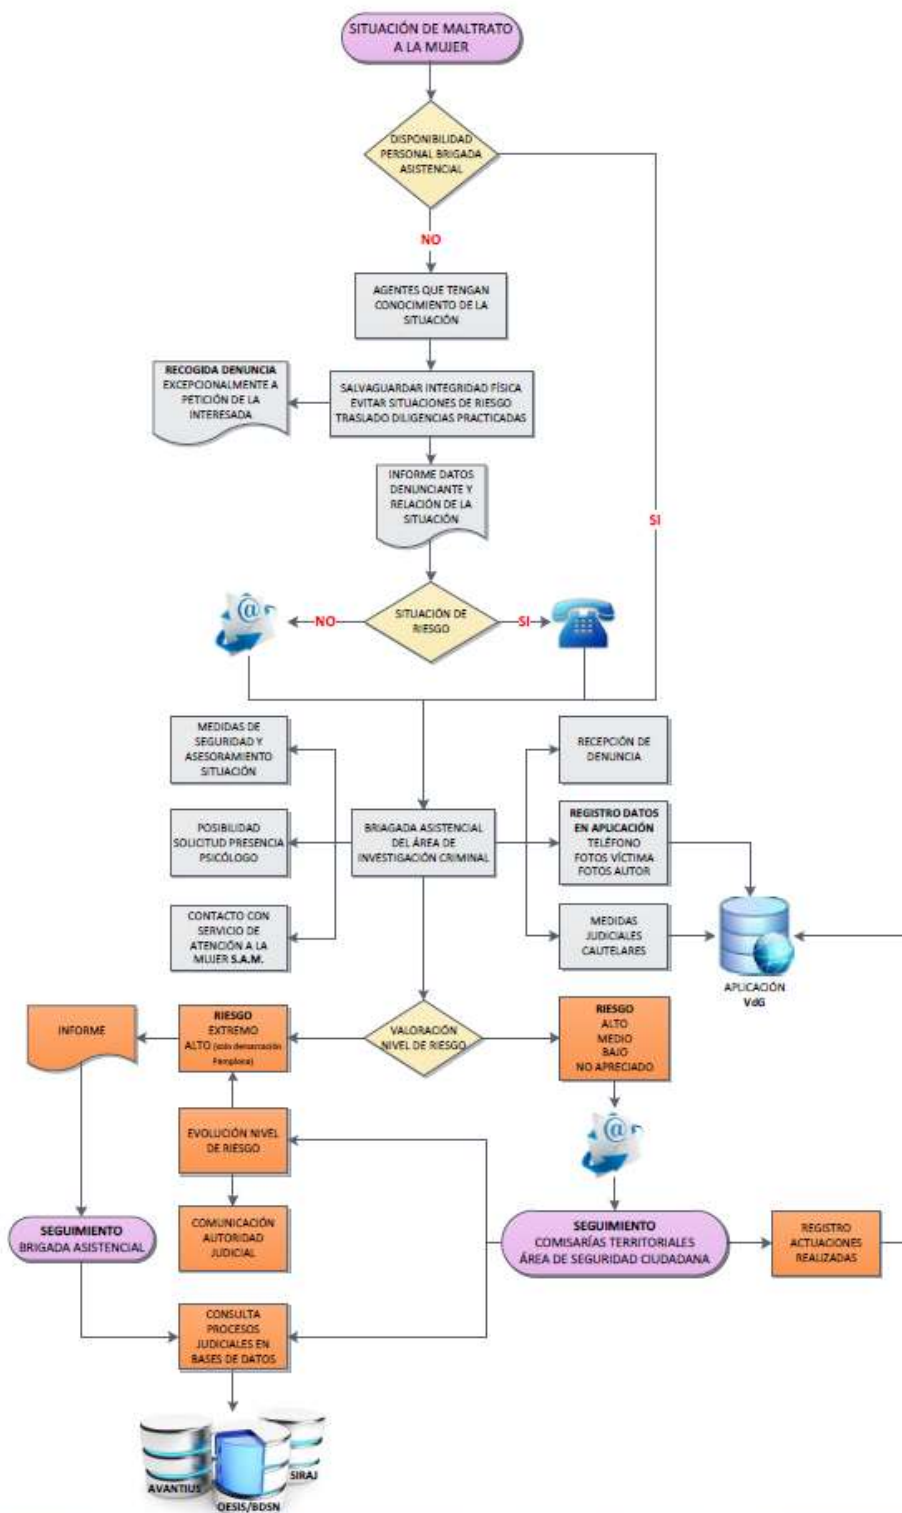 SITUACIÓN DE MALTRATO
A LA MUJER
DISPONIBILIDAD
PERSONAL BRIGADA
ASISTENCIAL
NO
AGENTES QUE TENGAN
CONOCIMIENTO DE LA
SITUACIÓN
RECOGIDA DENUNCIA
EXCEPCIONALMENTE A
PETICIÓN DE LA
INTERESADA
SALVAGUARDAR INTEGRIDAD FÍSICA
EVITAR SITUACIONES DE RIESGO
TRASLADO DILIGENCIAS PRACTICADAS
INFORME DATOS
DENUNCIANTE Y
RELACIÓN DE LA
SITUACIÓN
SI
NO
SITUACIÓN DE
RIESGO
SI
MEDIDAS DE
SEGURIDAD Y
ASESORAMIENTO
SITUACIÓN
RECEPCIÓN DE
DENUNCIA
POSIBILIDAD
SOLICITUD PRESENCIA
PSICÓLOGO
BRIAGADA ASISTENCIAL
DEL ÁREA DE
INVESTIGACIÓN CRIMINAL
REGISTRO DATOS
EN APLICACIÓN
TELÉFONO
FOTOS VÍCTIMA
FOTOS AUTOR
CONTACTO CON
SERVICIO DE
ATENCIÓN A LA
MUJER S.A.M.
MEDIDAS
JUDICIALES
CAUTELARES
APLICACIÓN
VdG
INFORME
RIESGO
EXTREMO
ALTO (sólo demarcación
Pamplona)
VALORACIÓN
NIVEL DE RIESGO
RIESGO
ALTO
MEDIO
BAJO
NO APRECIADO
EVOLUCIÓN NIVEL
DE RIESGO
SEGUIMIENTO
BRIGADA ASISTENCIAL
COMUNICACIÓN
AUTORIDAD
JUDICIAL
SEGUIMIENTO
COMISARÍAS TERRITORIALES
ÁREA DE SEGURIDAD CIUDADANA
REGISTRO
ACTUACIONES
REALIZADAS
CONSULTA
PROCESOS
JUDICIALES EN
BASES DE DATOS
AVANTIUS
OESIS/BDSN
SIRAJ